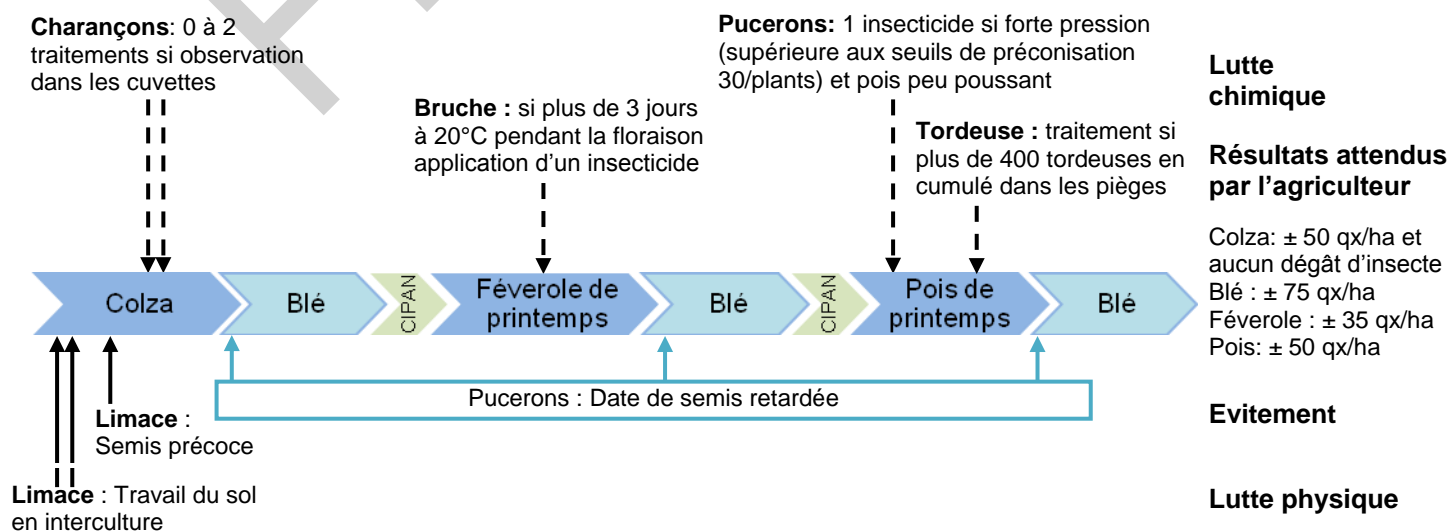 Charançons: 0 à 2
traitements si observation
dans les cuvettes
Bruche : si plus de 3 jours
à 20°C pendant la floraison
application d'un insecticide
Pucerons: 1 insecticide si forte pression
(supérieure aux seuils de préconisation
30/plants) et pois peu poussant
Tordeuse : traitement si
plus de 400 tordeuses en
cumulé dans les pièges
Lutte
chimique
Résultats attendus
par l'agriculteur
Colza: ± 50 qx/ha et
aucun dégât d'insecte
Blé : ± 75 qx/ha
Féverole : ± 35 qx/ha
Pois: ± 50 qx/ha
Colza
Blé
CIPAN
Féverole de
printemps
Blé
CIPAN
Pois de
printemps
Blé
Pucerons : Date de semis retardée
Limace :
Semis précoce
Evitement
Limace : Travail du sol
en interculture
Lutte physique